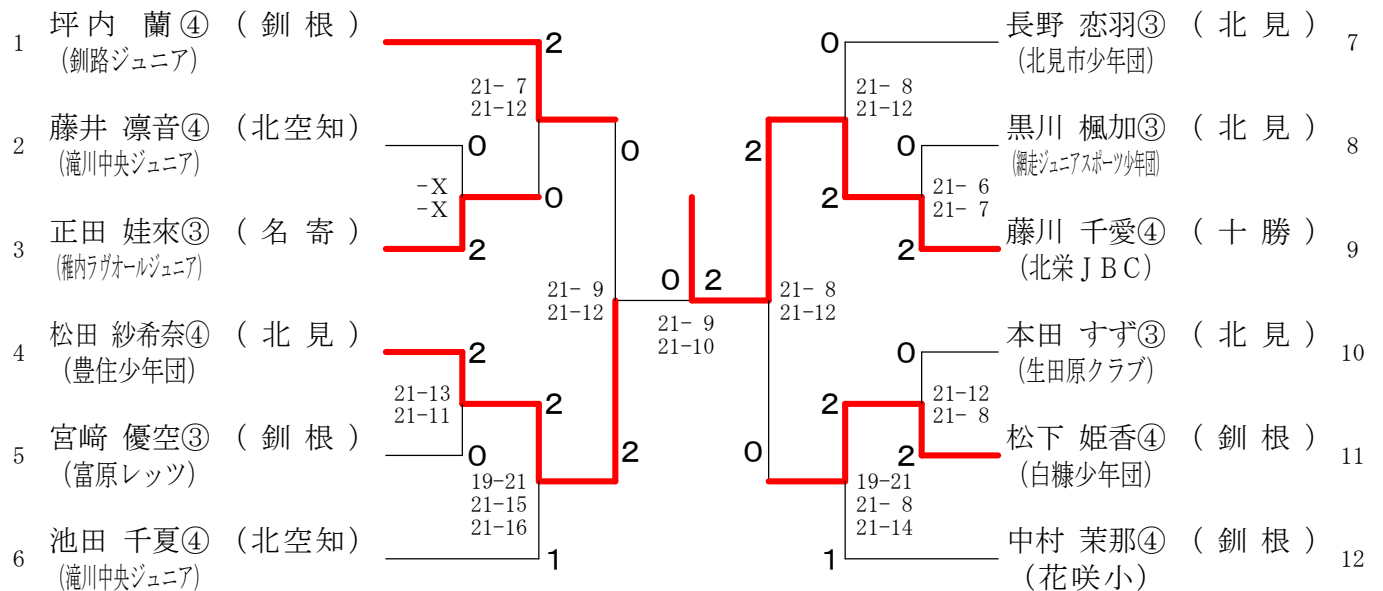 1 坪内 蘭④ (釧根)
(釧路ジュニア)
2 藤井 凛音④ (北空知)
(滝川中央ジュニア)
3 正田 娃來③ (名寄)
(稚内ラヴオールジュニア)
4 松田 紗希奈④ (北見)
(豊住少年団)
5 宮﨑 優空③ (釧根)
(富原レッツ)
6 池田 千夏④ (北空知)
(滝川中央ジュニア)
2
21- 7
21-12
0
0
-X
-X
0
2
21- 9
21-12
2
21-13
21-11
2
0
2
19-21
21-15
21-16
1
0 2
21- 9
21-10
0
21- 8
21-12
2
0
2
21- 6
21- 7
2
21- 8
21-12
0
2
21-12
21- 8
0
2
19-21
21- 8
21-14
1
長野 恋羽③ (北見) 7
(北見市少年団)
黒川 楓加③ (北見) 8
(網走ジュニアスポーツ少年団)
藤川 千愛④ (十勝) 9
(北栄JBC)
本田 すず③ (北見) 10
(生田原クラブ)
松下 姫香④ (釧根) 11
(白糠少年団)
中村 茉那④ (釧根) 12
(花咲小)